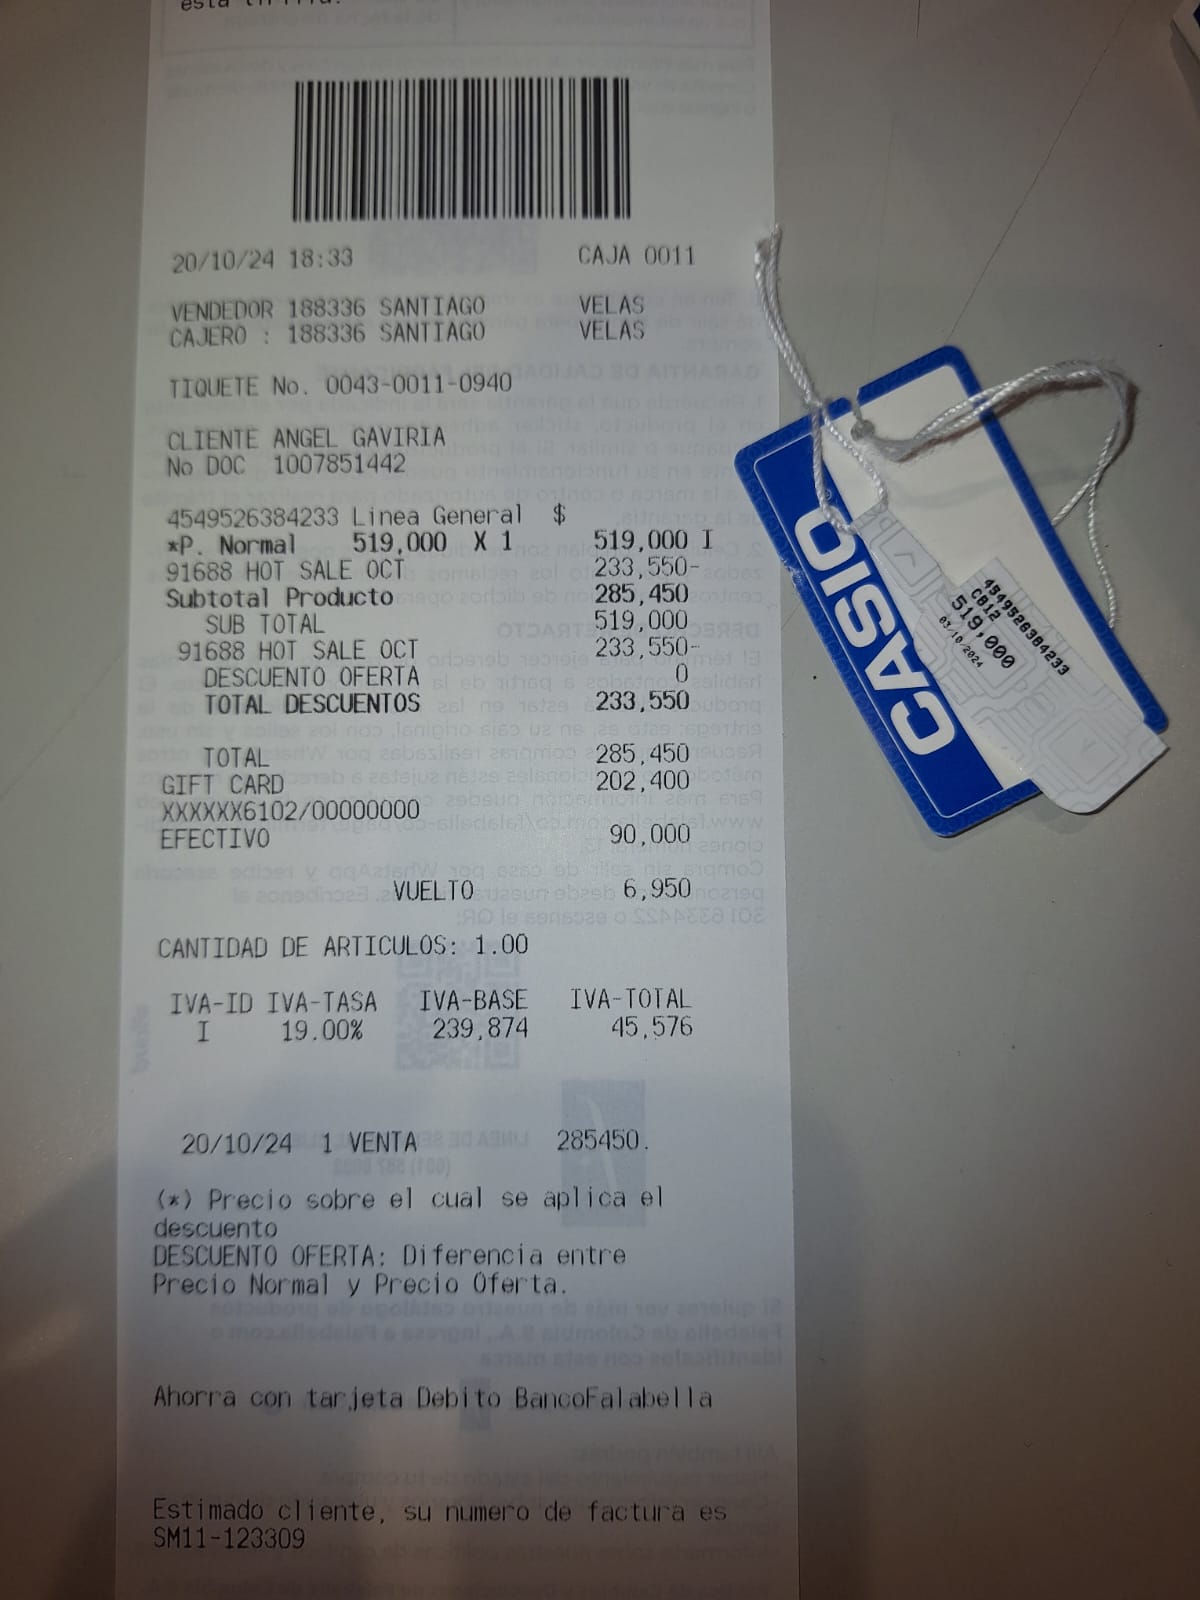 20/10/24 18:33 CAJA 0011
VENDEDOR 188336 SANTIAGO VELAS
CAJERO : 188336 SANTIAGO VELAS
TIQUETE No. 0043-0011-0940
CLIENTE ANGEL GAVIRIA
No DOC 1007851442
4549526384233 Linea General $
*P. Normal 519,000 X 1 519,000 I
91688 HOT SALE OCT 233,550-
Subtotal Producto 285,450
SUB TOTAL 519,000
91688 HOT SALE OCT 233,550-
DESCUENTO OFERTA 0
TOTAL DESCUENTOS 233,550
TOTAL 285,450
GIFT CARD 202,400
XXXXXX6102/00000000
EFECTIVO 90,000
VUELTO 6,950
CANTIDAD DE ARTICULOS: 1.00
IVA-ID IVA-TASA IVA-BASE IVA-TOTAL
I 19.00% 239,874 45,576
20/10/24 1 VENTA 285450.
(*) Precio sobre el cual se aplica el
descuento
DESCUENTO OFERTA: Diferencia entre
Precio Normal y Precio Oferta.
Ahorra con tarjeta Debito BancoFalabella
Estimado cliente, su numero de factura es
SM11-123309
CASIO
4549526384233
CB12
519,000
03/10/2024